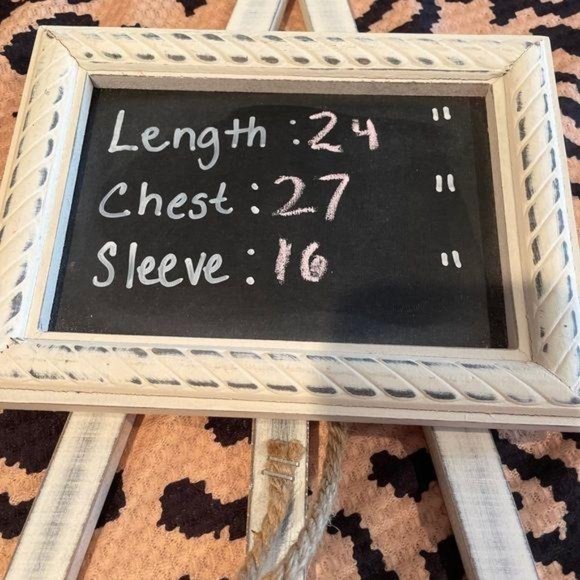 Length : 24 "
Chest : 27 "
Sleeve : 16 "